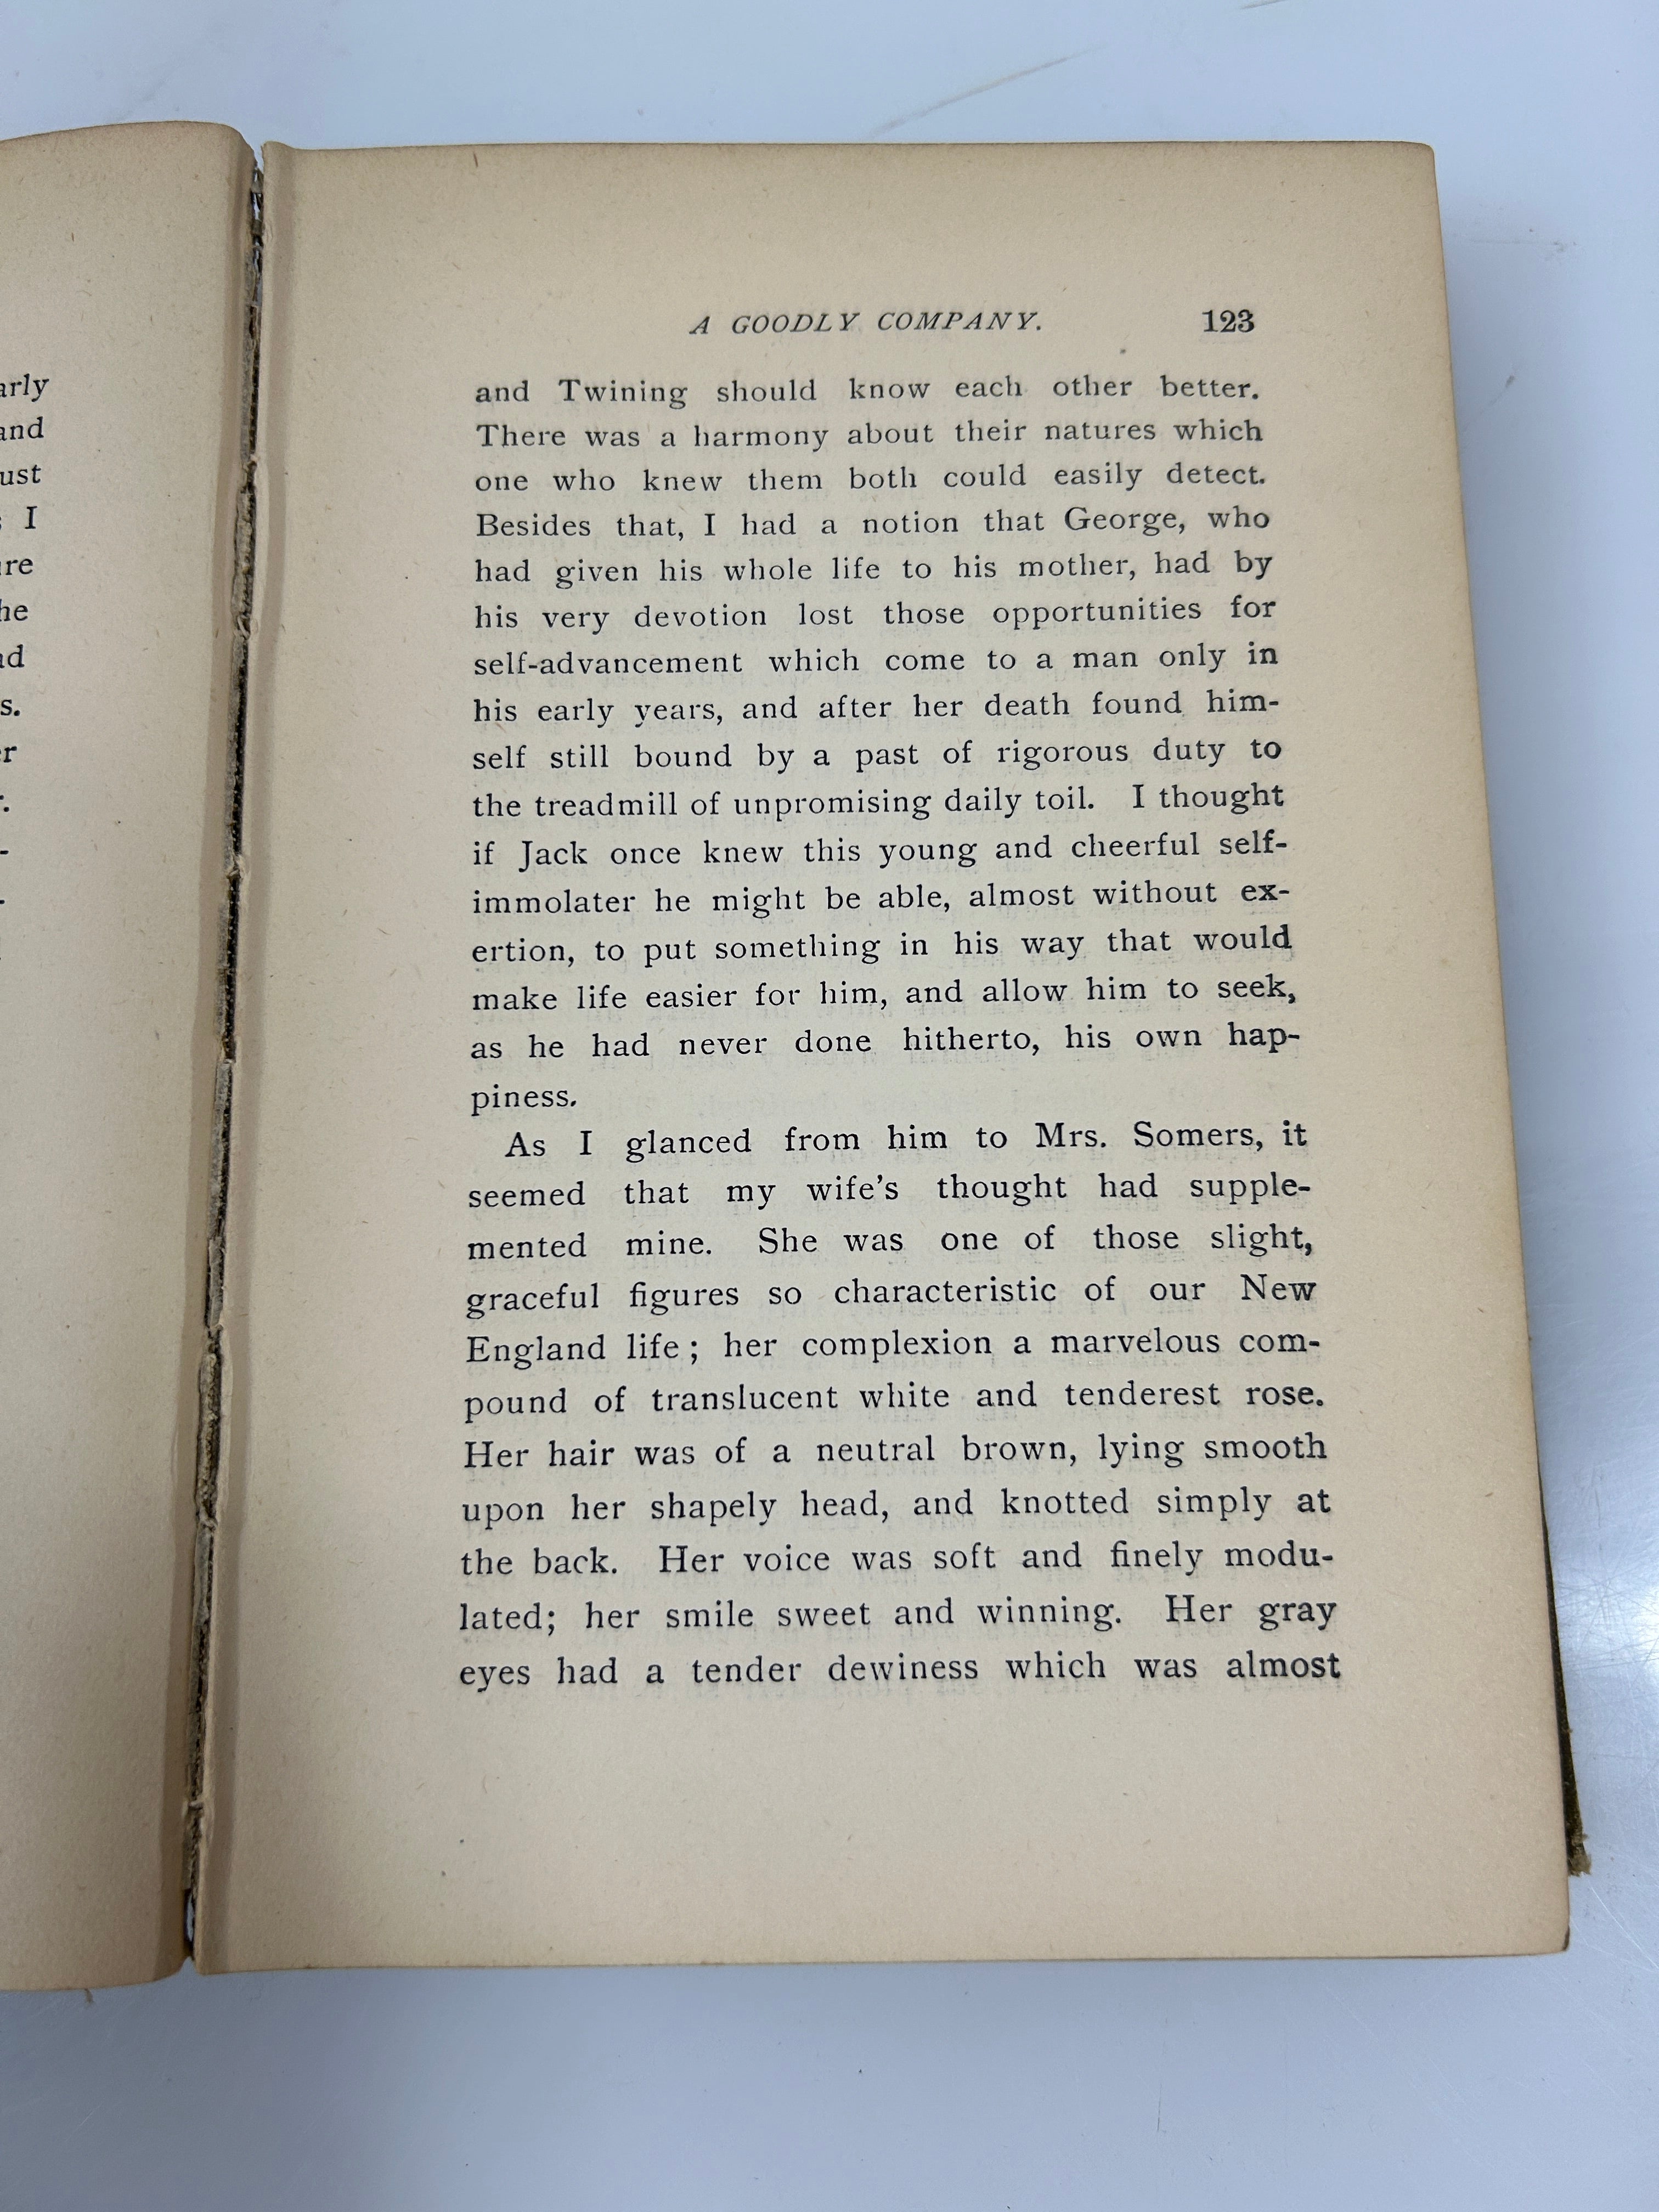 arly
and
ust
I
re
he
ad
s.
er
r.
-
-
A GOODLY COMPANY. 123
and Twining should know each other better.
There was a harmony about their natures which
one who knew them both could easily detect.
Besides that, I had a notion that George, who
had given his whole life to his mother, had by
his very devotion lost those opportunities for
self-advancement which come to a man only in
his early years, and after her death found him-
self still bound by a past of rigorous duty to
the treadmill of unpromising daily toil. I thought
if Jack once knew this young and cheerful self-
immolater he might be able, almost without ex-
ertion, to put something in his way that would
make life easier for him, and allow him to seek,
as he had never done hitherto, his own hap-
piness.
As I glanced from him to Mrs. Somers, it
seemed that my wife's thought had supple-
mented mine. She was one of those slight,
graceful figures so characteristic of our New
England life; her complexion a marvelous com-
pound of translucent white and tenderest rose.
Her hair was of a neutral brown, lying smooth
upon her shapely head, and knotted simply at
the back. Her voice was soft and finely modu-
lated; her smile sweet and winning. Her gray
eyes had a tender dewiness which was almost